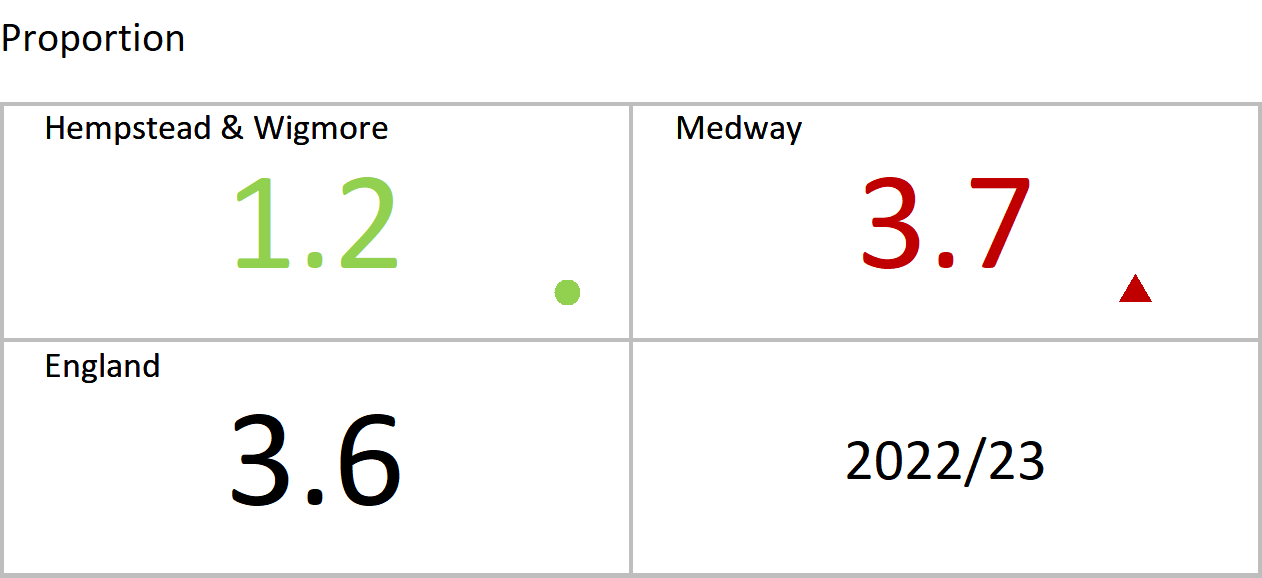 Proportion
Hempstead & Wigmore
1.2
Medway
3.7
England
3.6
2022/23